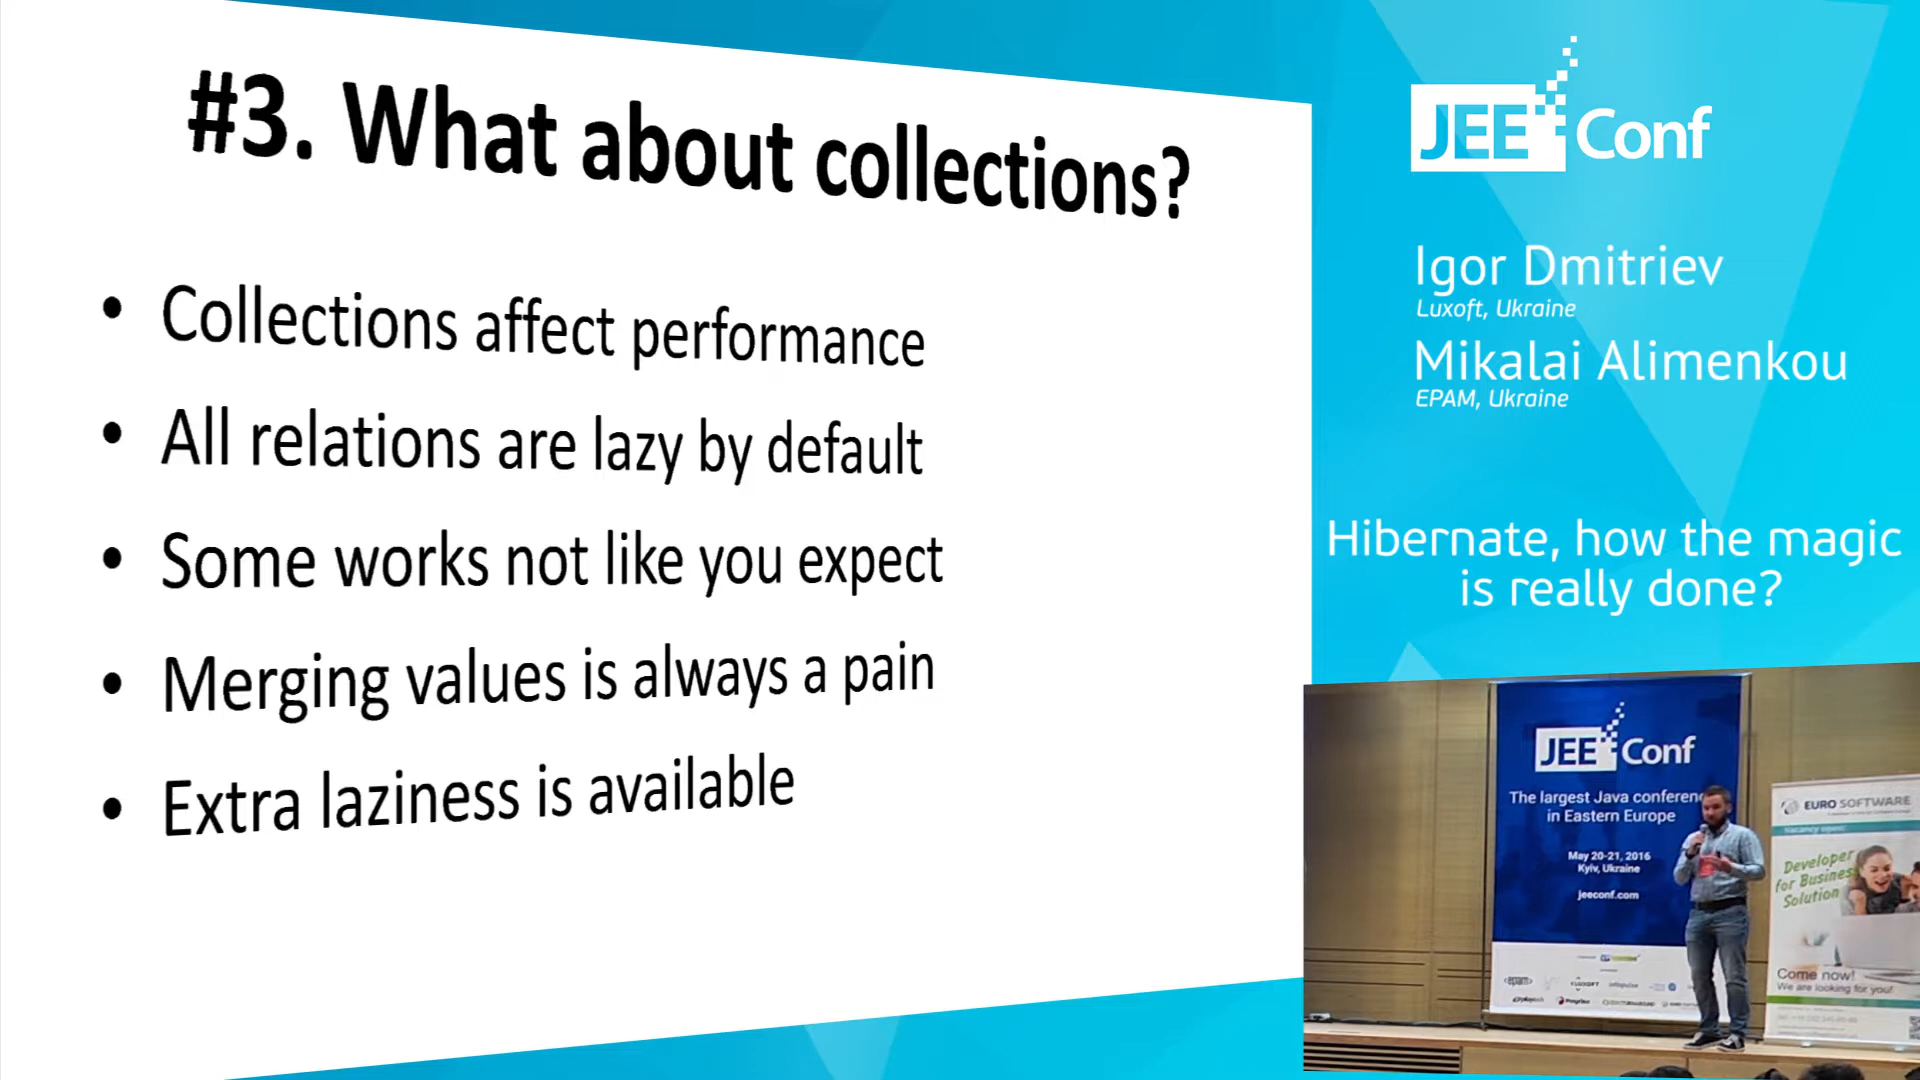 #3. What about collections?
• Collections affect performance
• All relations are lazy by default
• Some works not like you expect
• Merging values is always a pain
• Extra laziness is available
JEE Conf
Igor Dmitriev
Luxoft, Ukraine
Mikalai Alimenkou
EPAM, Ukraine
Hibernate, how the magic
is really done?
JEE Conf
The largest Java conferenc
in Eastern Europe
May 20-21, 2016
Kyiv, Ukraine
jeeconf.com
<epam>
LUXOFT
EURO SOFTWARE
Vacancy open:
Developer
for Business
Solution
Come now!
We are looking for you!